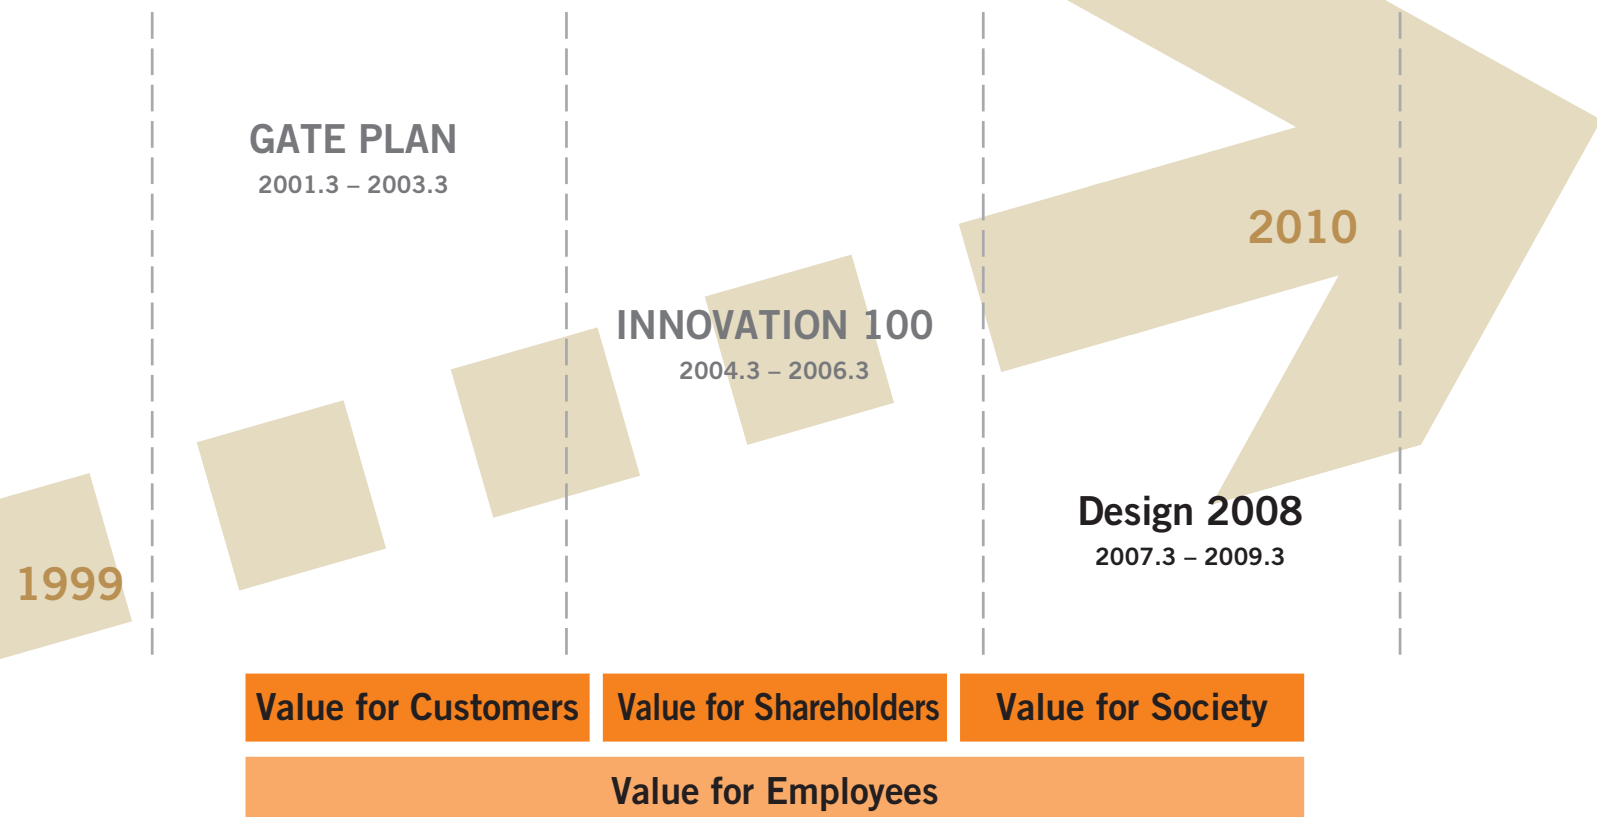 GATE PLAN
2001.3 – 2003.3
2010
INNOVATION 100
2004.3 – 2006.3
Design 2008
2007.3 – 2009.3
1999
Value for Customers
Value for Shareholders
Value for Society
Value for Employees